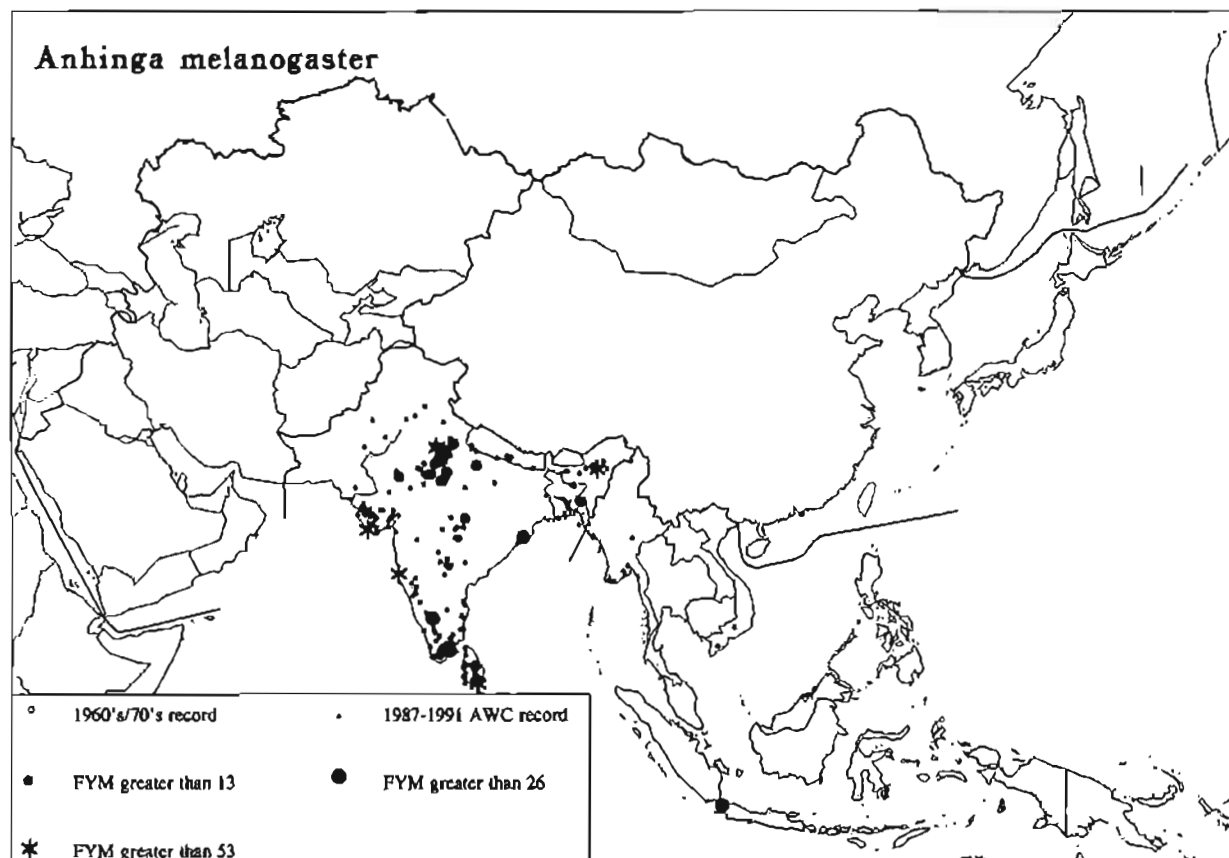 Anhinga melanogaster
1960's/70's record
1987-1991 AWC record
FYM greater than 13
FYM greater than 26
FYM greater than 53